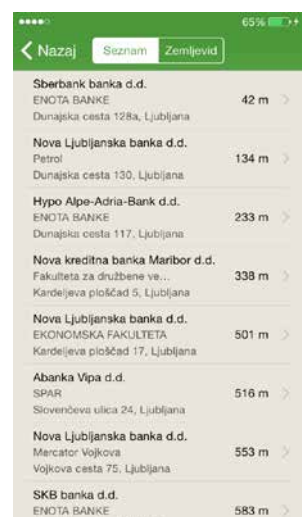 65%
Nazaj Seznam Zemljevid
Sberbank banka d.d.
ENOTA BANKE 42 m
Dunajska cesta 128a, Ljubljana
Nova Ljubljanska banka d.d.
Petrol 134 m
Dunajska cesta 130, Ljubljana
Hypo Alpe-Adria-Bank d.d.
ENOTA BANKE 233 m
Dunajska cesta 117, Ljubljana
Nova kreditna banka Maribor d.d.
Fakulteta za družbene ve... 338 m
Kardeljeva ploščad 5, Ljubljana
Nova Ljubljanska banka d.d.
EKONOMSKA FAKULTETA 501 m
Kardeljeva ploščad 17, Ljubljana
Abanka Vipa d.d.
SPAR 516 m
Slovenčeva ulica 24, Ljubljana
Nova Ljubljanska banka d.d.
Mercator Vojkova 553 m
Vojkova cesta 75, Ljubljana
SKB banka d.d.
ENOTA BANKE 583 m